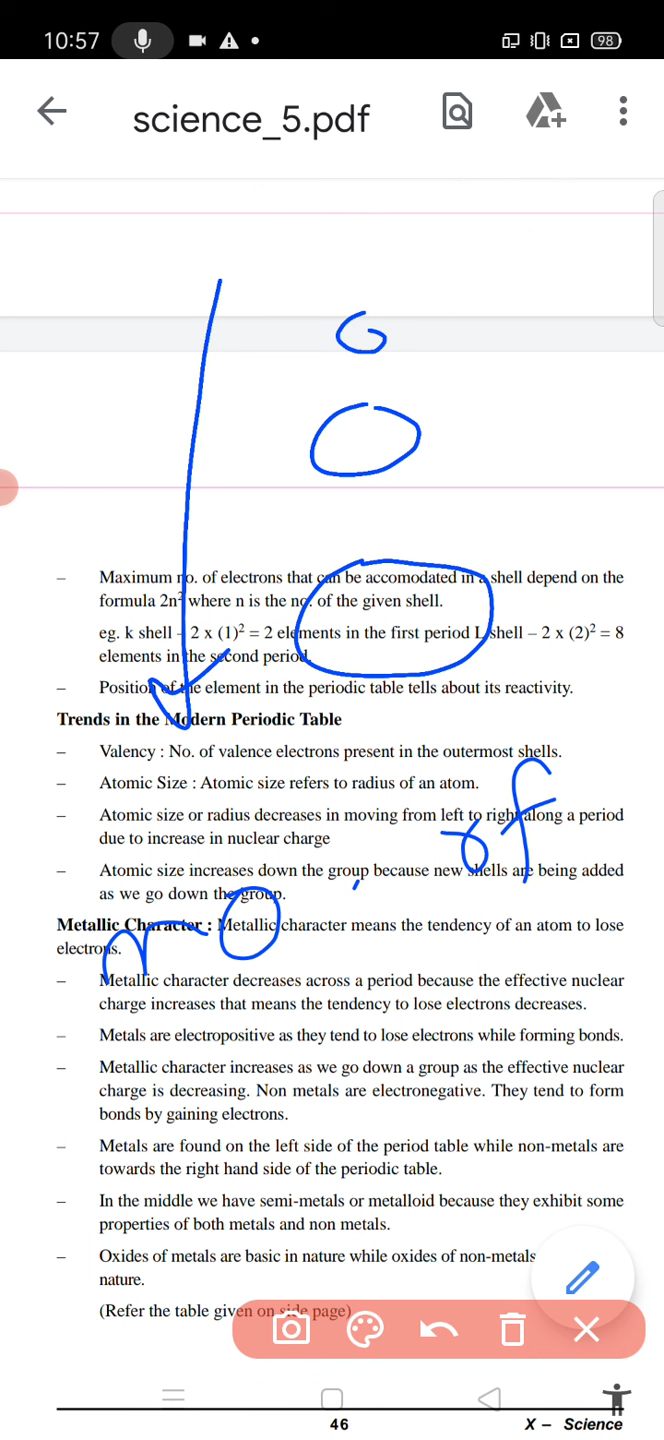 10:57 98
science_5.pdf
– Maximum no. of electrons that can be accomodated in a shell depend on the
formula 2n² where n is the no. of the given shell.
eg. k shell – 2 x (1)² = 2 elements in the first period L shell – 2 x (2)² = 8
elements in the second period.
– Position of the element in the periodic table tells about its reactivity.
Trends in the Modern Periodic Table
– Valency : No. of valence electrons present in the outermost shells.
– Atomic Size : Atomic size refers to radius of an atom.
– Atomic size or radius decreases in moving from left to right along a period
due to increase in nuclear charge
– Atomic size increases down the group because new shells are being added
as we go down the group.
no. of
Metallic Character : Metallic character means the tendency of an atom to lose
electrons.
– Metallic character decreases across a period because the effective nuclear
charge increases that means the tendency to lose electrons decreases.
– Metals are electropositive as they tend to lose electrons while forming bonds.
– Metallic character increases as we go down a group as the effective nuclear
charge is decreasing. Non metals are electronegative. They tend to form
bonds by gaining electrons.
– Metals are found on the left side of the period table while non-metals are
towards the right hand side of the periodic table.
– In the middle we have semi-metals or metalloid because they exhibit some
properties of both metals and non metals.
– Oxides of metals are basic in nature while oxides of non-metals
nature.
(Refer the table given on side page)
46 X – Science